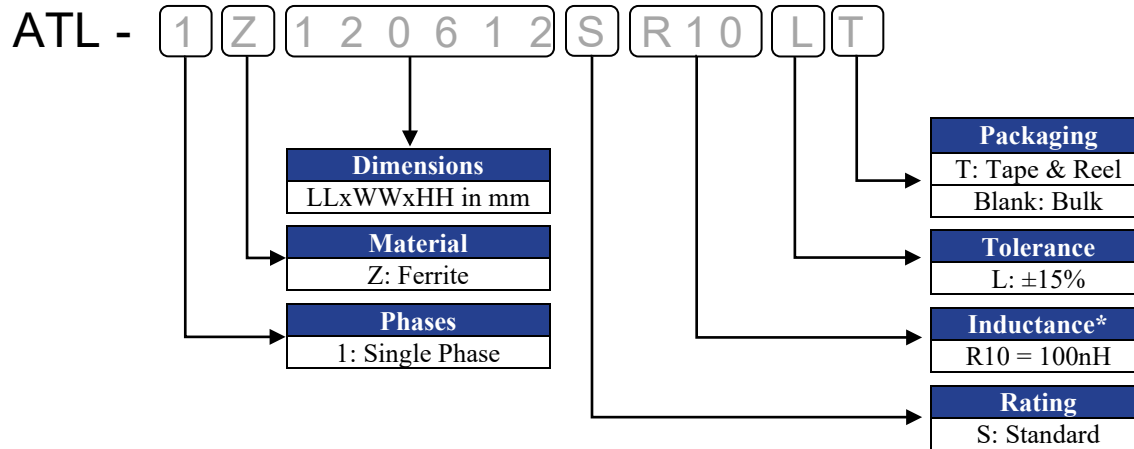 ATL - 1 Z 1 2 0 6 1 2 S R 1 0 L T
Dimensions
LLxWWxHH in mm
Material
Z: Ferrite
Phases
1: Single Phase
Packaging
T: Tape & Reel
Blank: Bulk
Tolerance
L: ±15%
Inductance*
R10 = 100nH
Rating
S: Standard